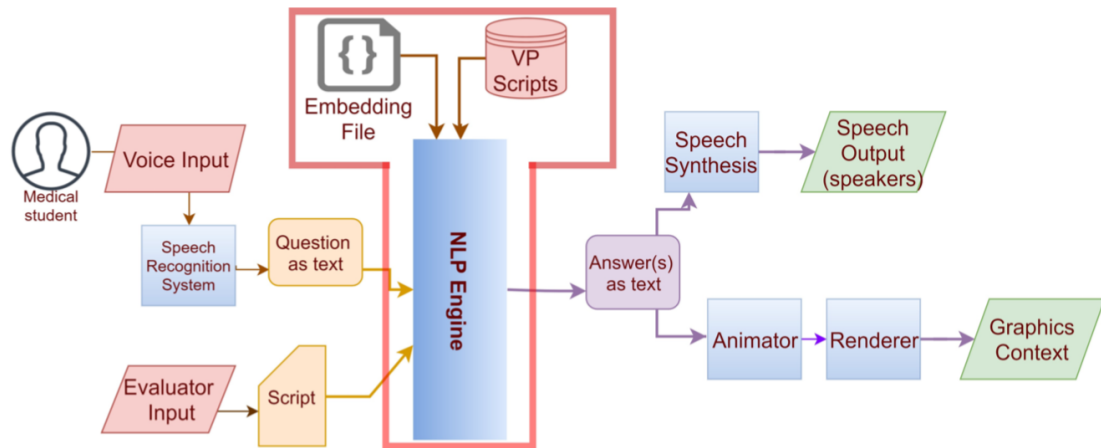 {}
Embedding
File
VP
Scripts
Medical
student
Voice Input
Speech
Recognition
System
Question
as text
Evaluator
Input
Script
NLP Engine
Answer(s)
as text
Speech
Synthesis
Speech
Output
(speakers)
Animator
Renderer
Graphics
Context